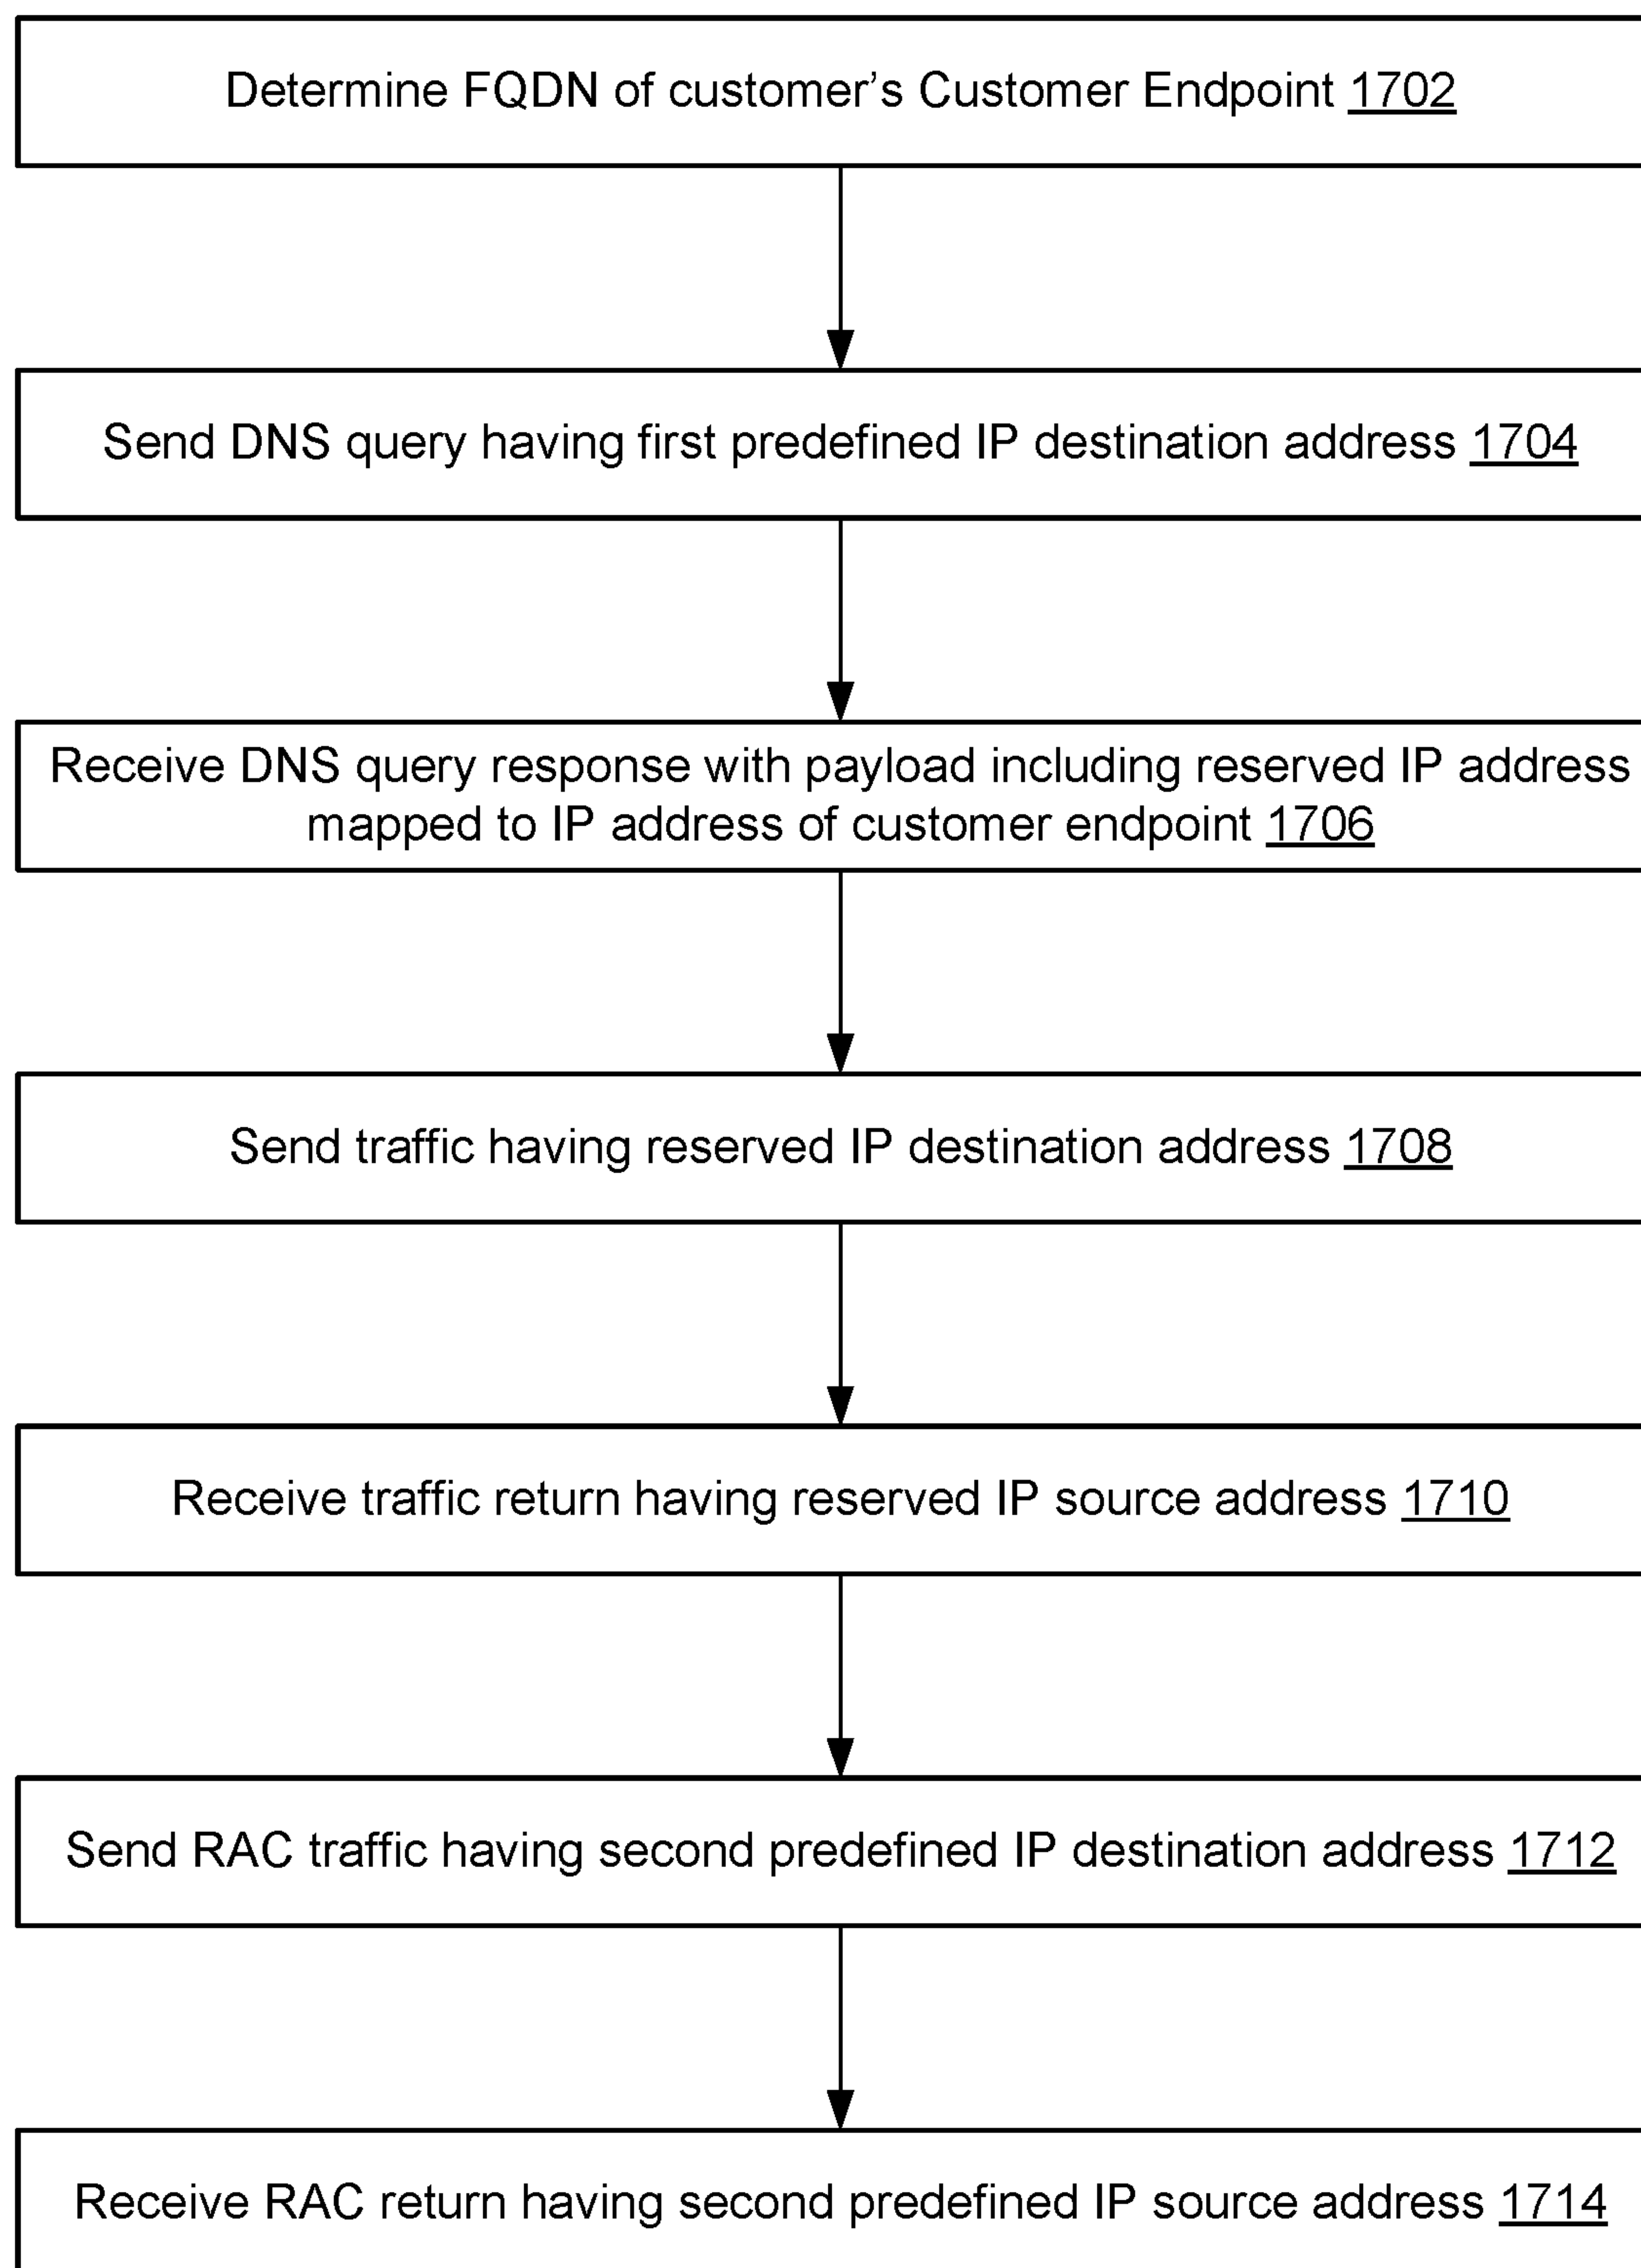 Determine FQDN of customer’s Customer Endpoint 1702
Send DNS query having first predefined IP destination address 1704
Receive DNS query response with payload including reserved IP address
mapped to IP address of customer endpoint 1706
Send traffic having reserved IP destination address 1708
Receive traffic return having reserved IP source address 1710
Send RAC traffic having second predefined IP destination address 1712
Receive RAC return having second predefined IP source address 1714